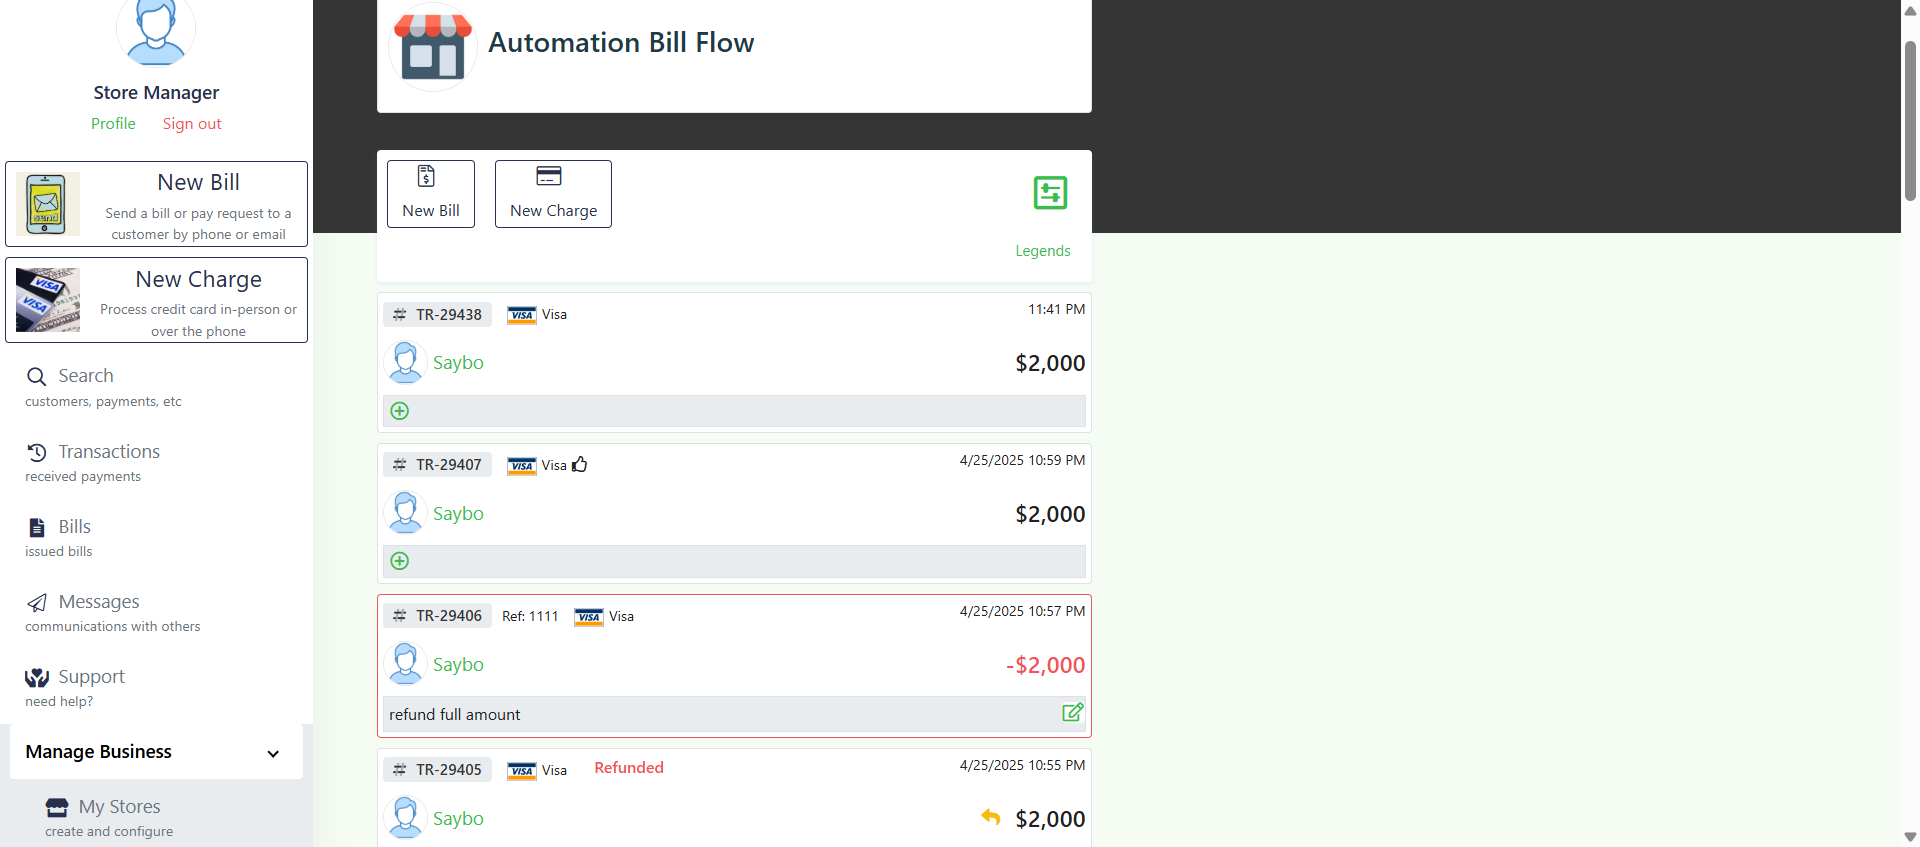 Store Manager
Profile Sign out
New Bill
Send a bill or pay request to a
customer by phone or email
SEND
New Charge
VISA
VISA
Process credit card in-person or
over the phone
Search
customers, payments, etc
Transactions
received payments
Bills
issued bills
Messages
communications with others
Support
need help?
Manage Business
My Stores
create and configure
Automation Bill Flow
New Bill
New Charge
Legends
# TR-29438 VISA Visa 11:41 PM
Saybo $2,000
# TR-29407 VISA Visa 4/25/2025 10:59 PM
Saybo $2,000
# TR-29406 Ref: 1111 VISA Visa 4/25/2025 10:57 PM
Saybo -$2,000
refund full amount
# TR-29405 VISA Visa Refunded 4/25/2025 10:55 PM
Saybo $2,000